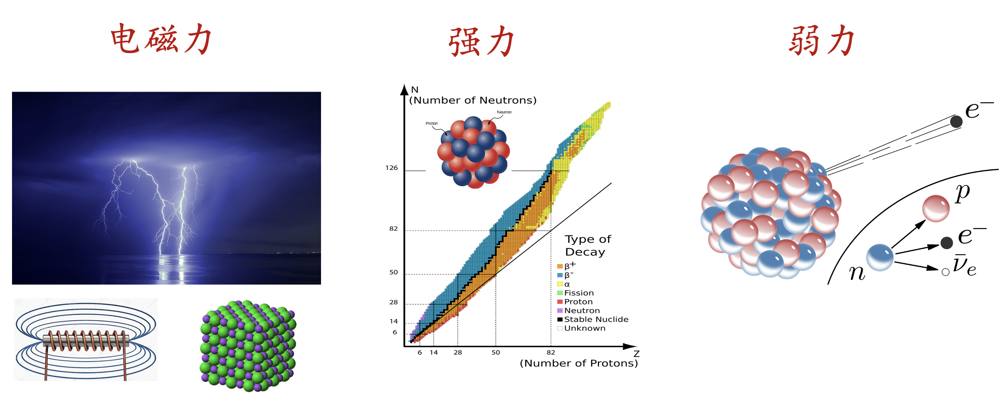 电磁力
强力
弱力
N
(Number of Neutrons)
Neutron
Proton
126
82
50
28
14
6
6 14 28 50 82
Z
(Number of Protons)
Type of
Decay
β+
β-
α
Fission
Proton
Neutron
Stable Nuclide
Unknown
e⁻
p
e⁻
ν̄ₑ
n